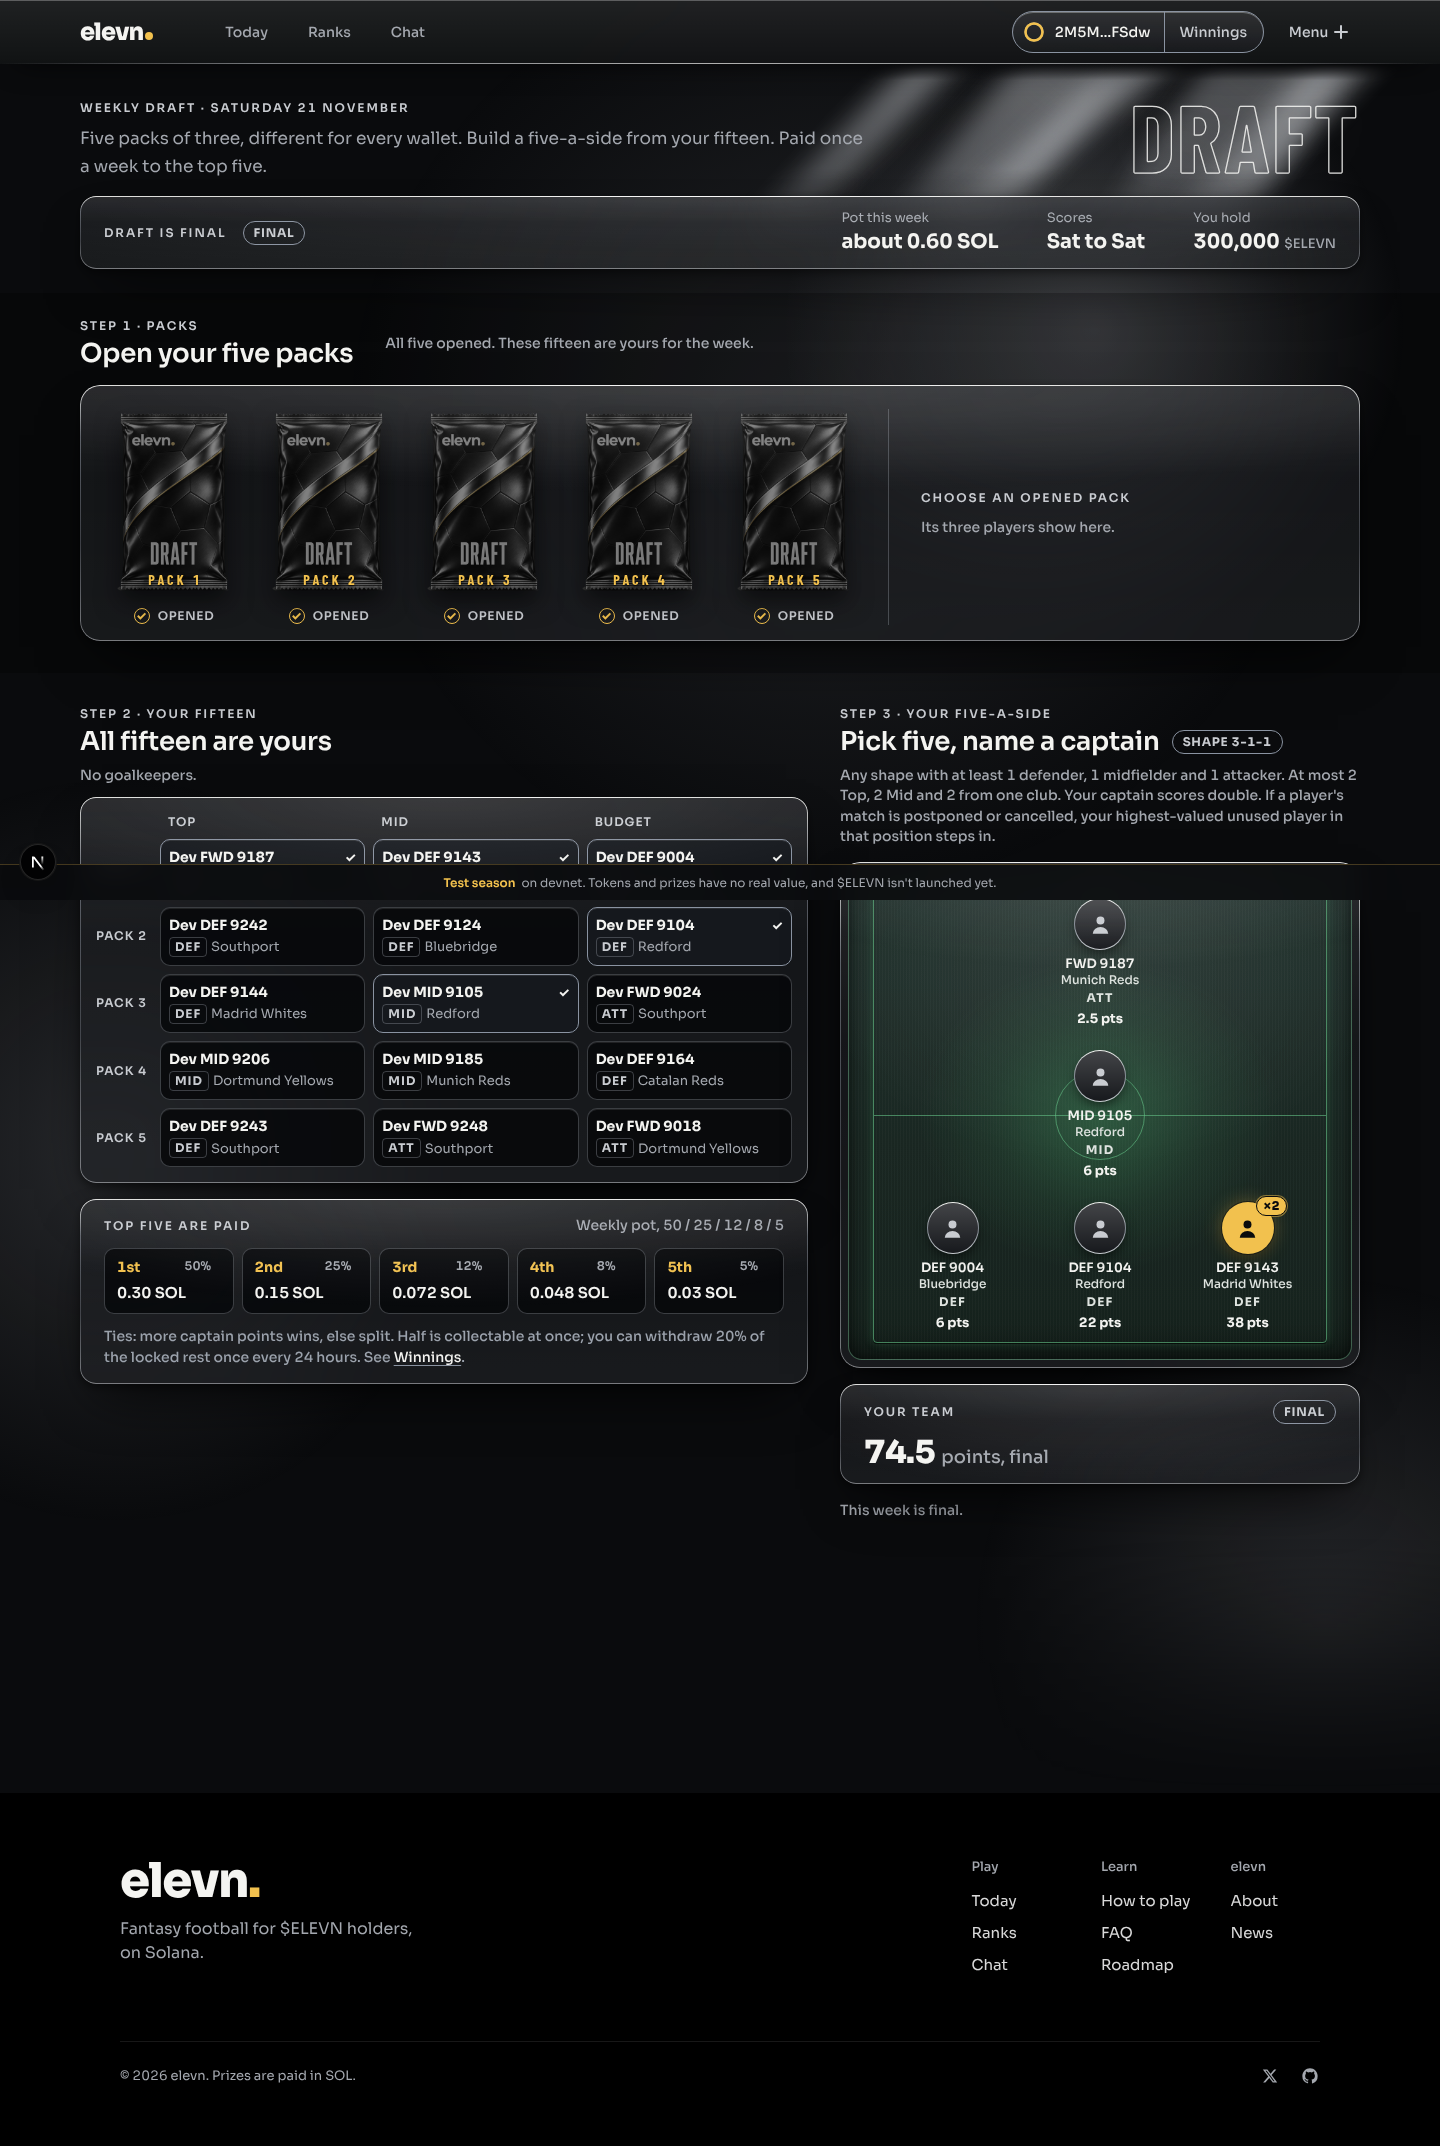 elevn.
Today
Ranks
Chat
2M5M...FSdw
Winnings
Menu
WEEKLY DRAFT · SATURDAY 21 NOVEMBER
Five packs of three, different for every wallet. Build a five-a-side from your fifteen. Paid once
a week to the top five.
DRAFT
DRAFT IS FINAL
FINAL
Pot this week
about 0.60 SOL
Scores
Sat to Sat
You hold
300,000 $ELEVN
STEP 1 · PACKS
Open your five packs
All five opened. These fifteen are yours for the week.
elevn.
DRAFT
PACK 1
OPENED
elevn.
DRAFT
PACK 2
OPENED
elevn.
DRAFT
PACK 3
OPENED
elevn.
DRAFT
PACK 4
OPENED
elevn.
DRAFT
PACK 5
OPENED
CHOOSE AN OPENED PACK
Its three players show here.
STEP 2 · YOUR FIFTEEN
All fifteen are yours
No goalkeepers.
TOP
MID
BUDGET
Dev FWD 9187
Dev DEF 9143
Dev DEF 9004
PACK 2
Dev DEF 9242
DEF Southport
Dev DEF 9124
DEF Bluebridge
Dev DEF 9104
DEF Redford
PACK 3
Dev DEF 9144
DEF Madrid Whites
Dev MID 9105
MID Redford
Dev FWD 9024
ATT Southport
PACK 4
Dev MID 9206
MID Dortmund Yellows
Dev MID 9185
MID Munich Reds
Dev DEF 9164
DEF Catalan Reds
PACK 5
Dev DEF 9243
DEF Southport
Dev FWD 9248
ATT Southport
Dev FWD 9018
ATT Dortmund Yellows
TOP FIVE ARE PAID
Weekly pot, 50 / 25 / 12 / 8 / 5
1st 50%
0.30 SOL
2nd 25%
0.15 SOL
3rd 12%
0.072 SOL
4th 8%
0.048 SOL
5th 5%
0.03 SOL
Ties: more captain points wins, else split. Half is collectable at once; you can withdraw 20% of
the locked rest once every 24 hours. See Winnings.
STEP 3 · YOUR FIVE-A-SIDE
Pick five, name a captain
SHAPE 3-1-1
Any shape with at least 1 defender, 1 midfielder and 1 attacker. At most 2
Top, 2 Mid and 2 from one club. Your captain scores double. If a player's
match is postponed or cancelled, your highest-valued unused player in
that position steps in.
N
Test season on devnet. Tokens and prizes have no real value, and $ELEVN isn't launched yet.
FWD 9187
Munich Reds
ATT
2.5 pts
MID 9105
Redford
MID
6 pts
DEF 9004
Bluebridge
DEF
6 pts
DEF 9104
Redford
DEF
22 pts
×2
DEF 9143
Madrid Whites
DEF
38 pts
YOUR TEAM
FINAL
74.5 points, final
This week is final.
elevn.
Fantasy football for $ELEVN holders,
on Solana.
Play
Today
Ranks
Chat
Learn
How to play
FAQ
Roadmap
elevn
About
News
© 2026 elevn. Prizes are paid in SOL.